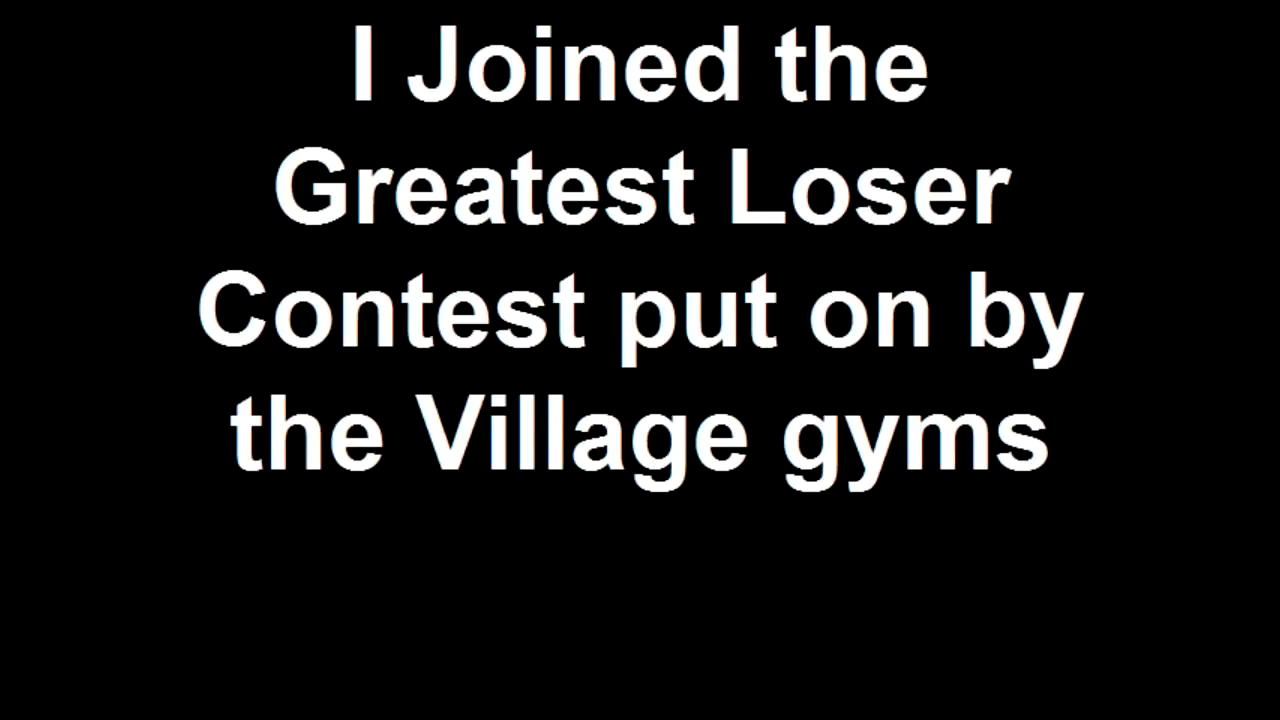 I Joined the
Greatest Loser
Contest put on by
the Village gyms